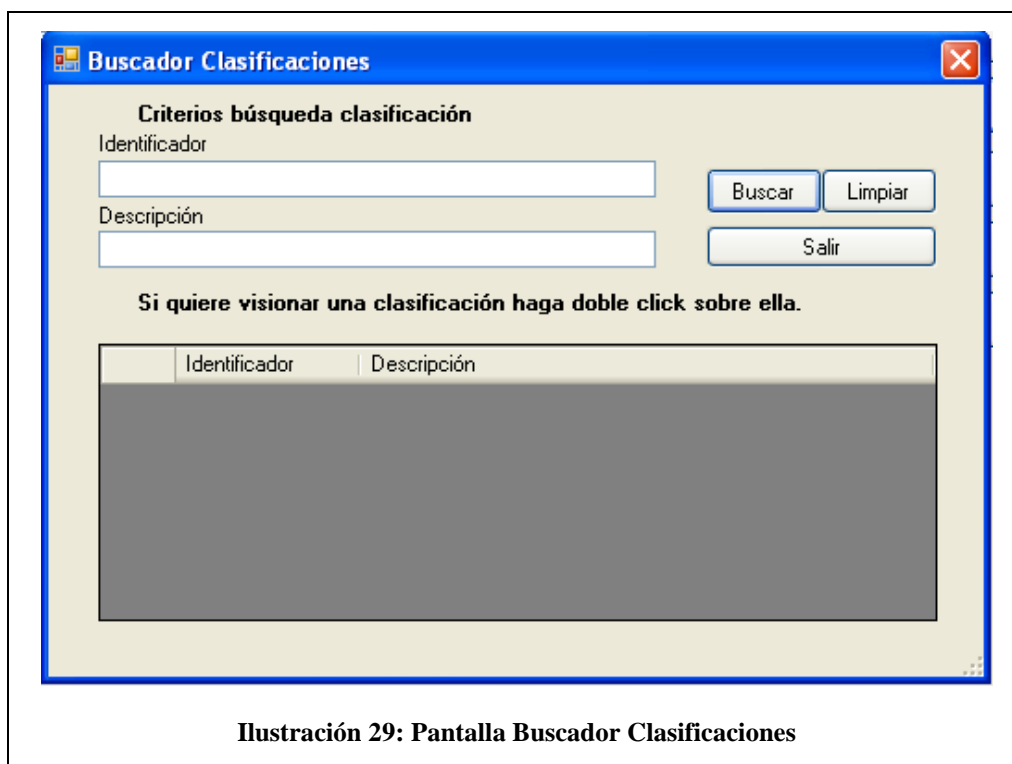 Buscador Clasificaciones
Criterios búsqueda clasificación
Identificador
Buscar Limpiar
Descripción
Salir
Si quiere visionar una clasificación haga doble click sobre ella.
Identificador Descripción
Ilustración 29: Pantalla Buscador Clasificaciones